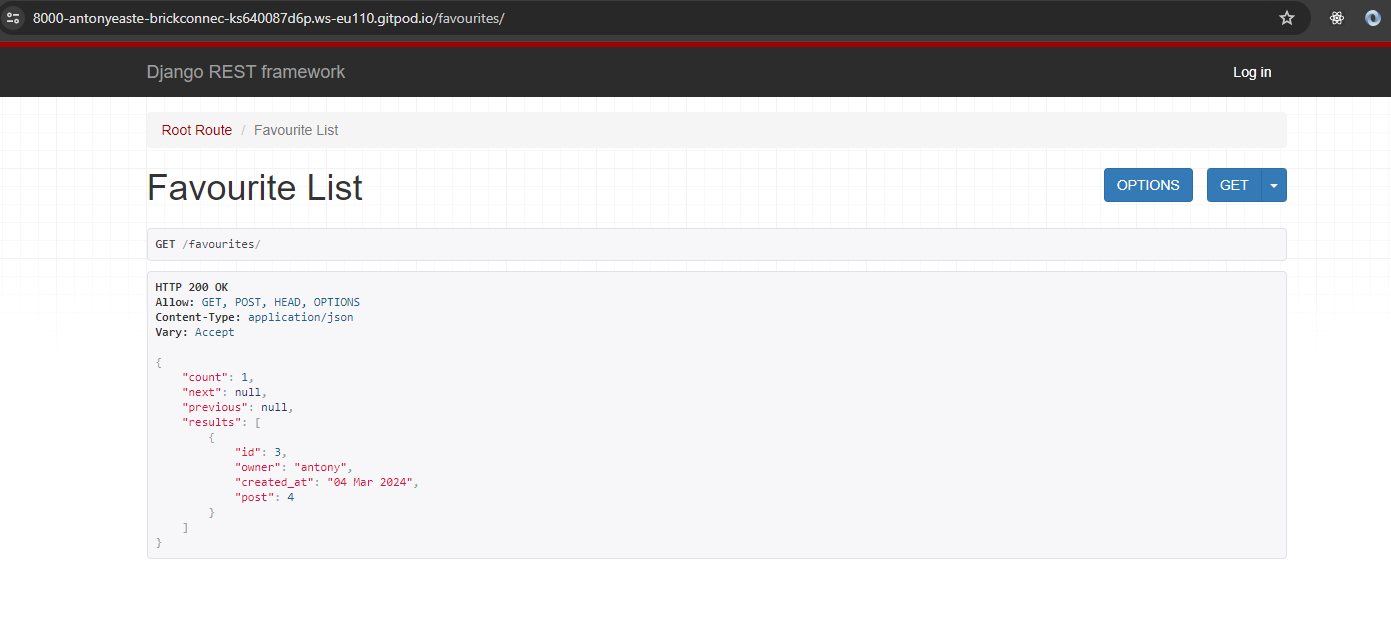 8000-antonyeaste-brickconnec-ks640087d6p.ws-eu110.gitpod.io/favourites/
Django REST framework
Log in
Root Route / Favourite List
Favourite List
OPTIONS
GET
GET /favourites/
HTTP 200 OK
Allow: GET, POST, HEAD, OPTIONS
Content-Type: application/json
Vary: Accept
{
    "count": 1,
    "next": null,
    "previous": null,
    "results": [
        {
            "id": 3,
            "owner": "antony",
            "created_at": "04 Mar 2024",
            "post": 4
        }
    ]
}